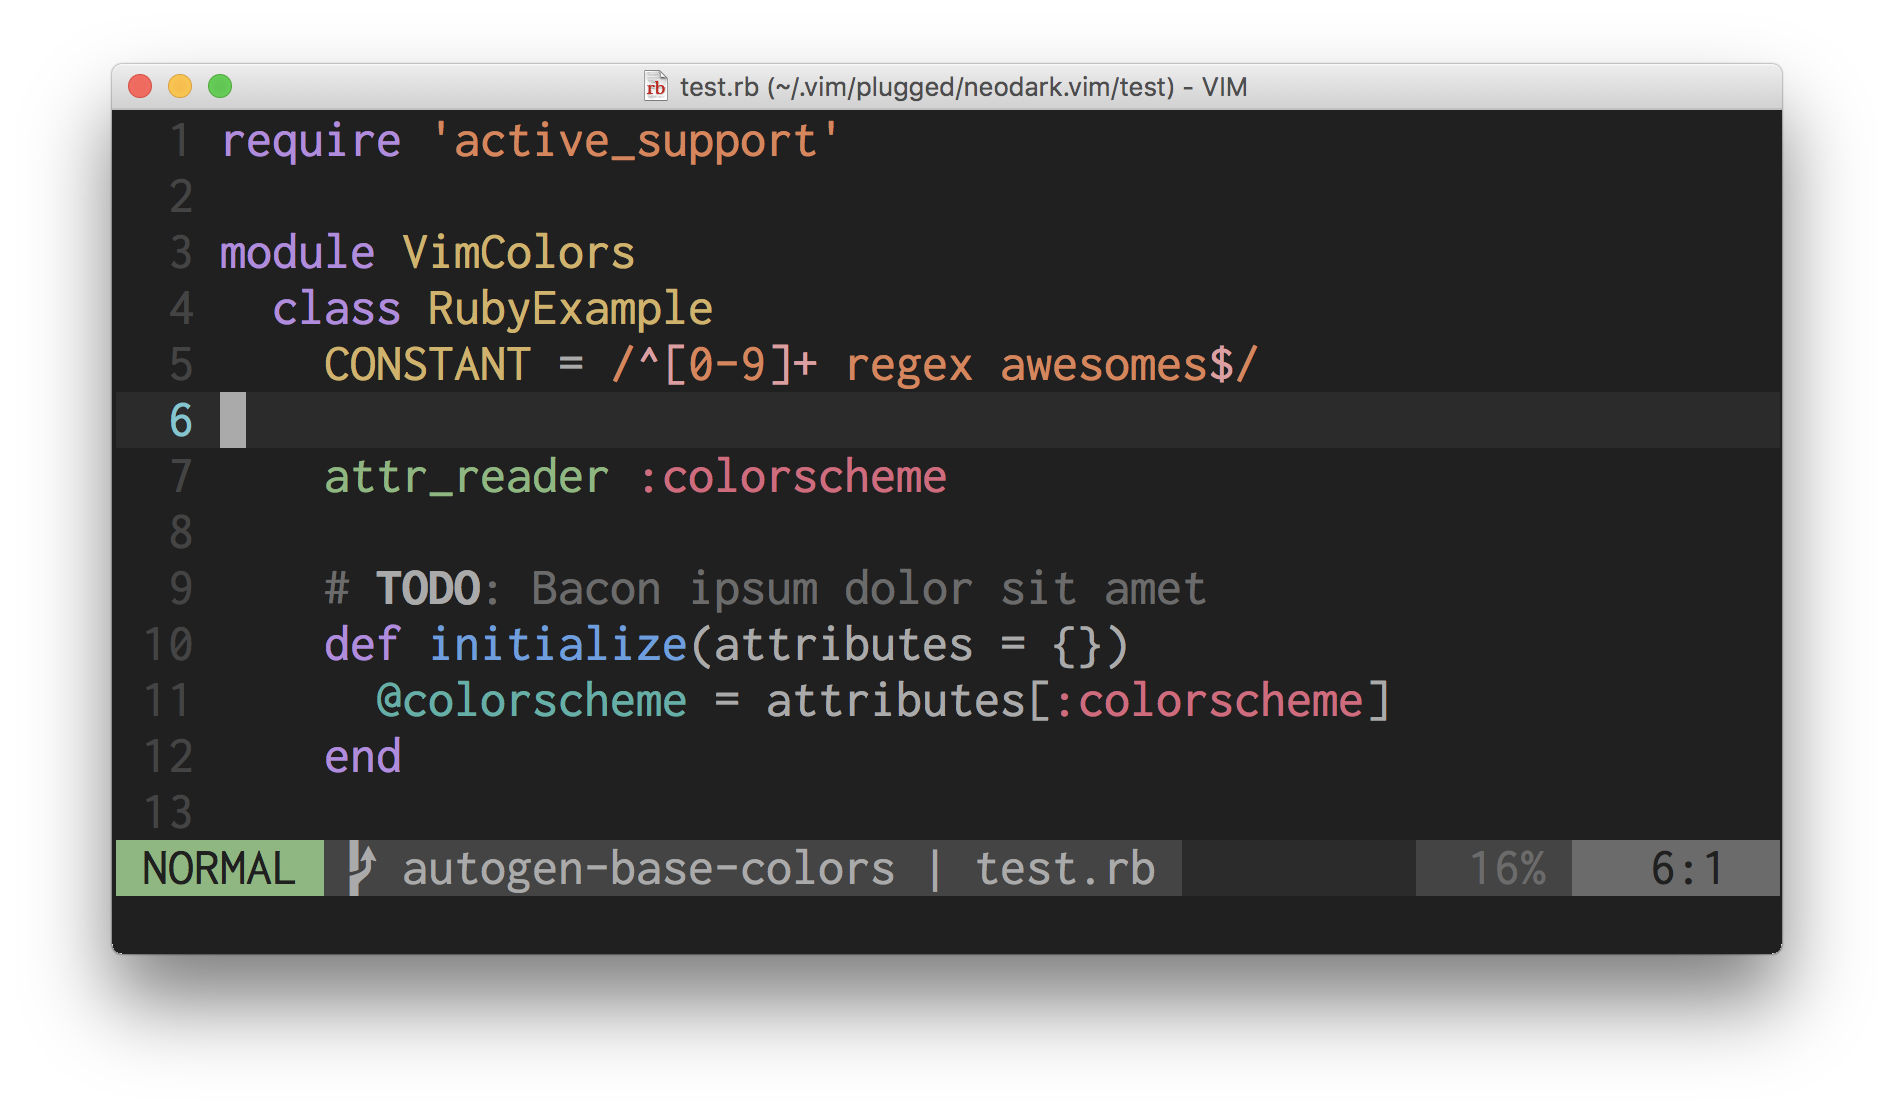 rb test.rb (~/.vim/plugged/neodark.vim/test) - VIM
1 require 'active_support'
2
3 module VimColors
4   class RubyExample
5     CONSTANT = /^[0-9]+ regex awesomes$/
6
7     attr_reader :colorscheme
8
9     # TODO: Bacon ipsum dolor sit amet
10     def initialize(attributes = {})
11       @colorscheme = attributes[:colorscheme]
12     end
13
NORMAL autogen-base-colors | test.rb 16% 6:1